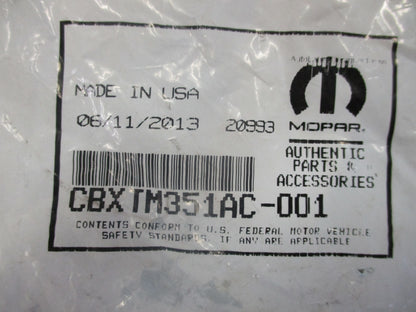 MADE IN USA
06/11/2013 20993
MOPAR
AUTHENTIC
PARTS &
ACCESSORIES
CBXTM351AC-001
CONTENTS CONFORM TO U.S. FEDERAL MOTOR VEHICLE
SAFETY STANDARDS, IF ANY ARE APPLICABLE